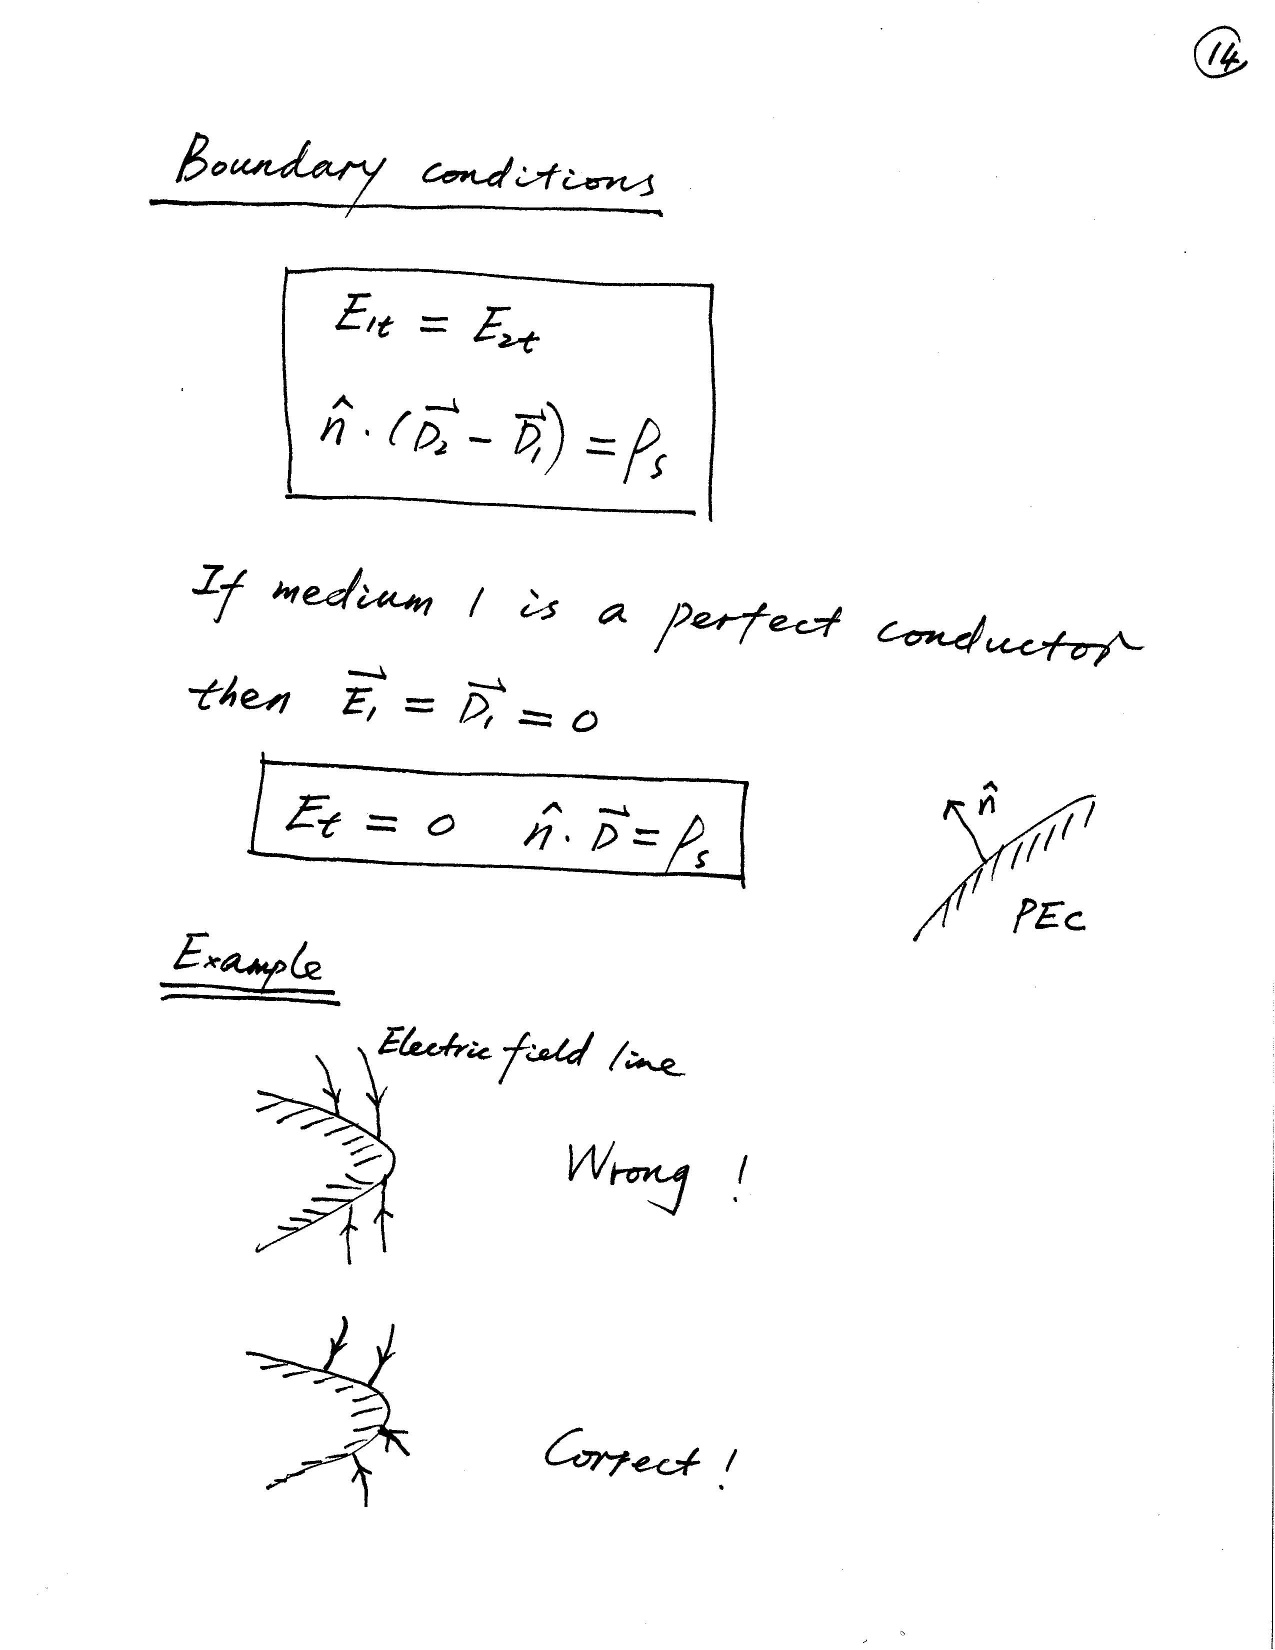 14
Boundary conditions
E₁t = E₂t
n̂ · (D⃗₂ − D⃗₁) = ρs
If medium 1 is a perfect conductor
then E⃗₁ = D⃗₁ = 0
Et = 0 n̂ · D⃗ = ρs
n̂
PEC
Example
Electric field line
Wrong !
Correct !